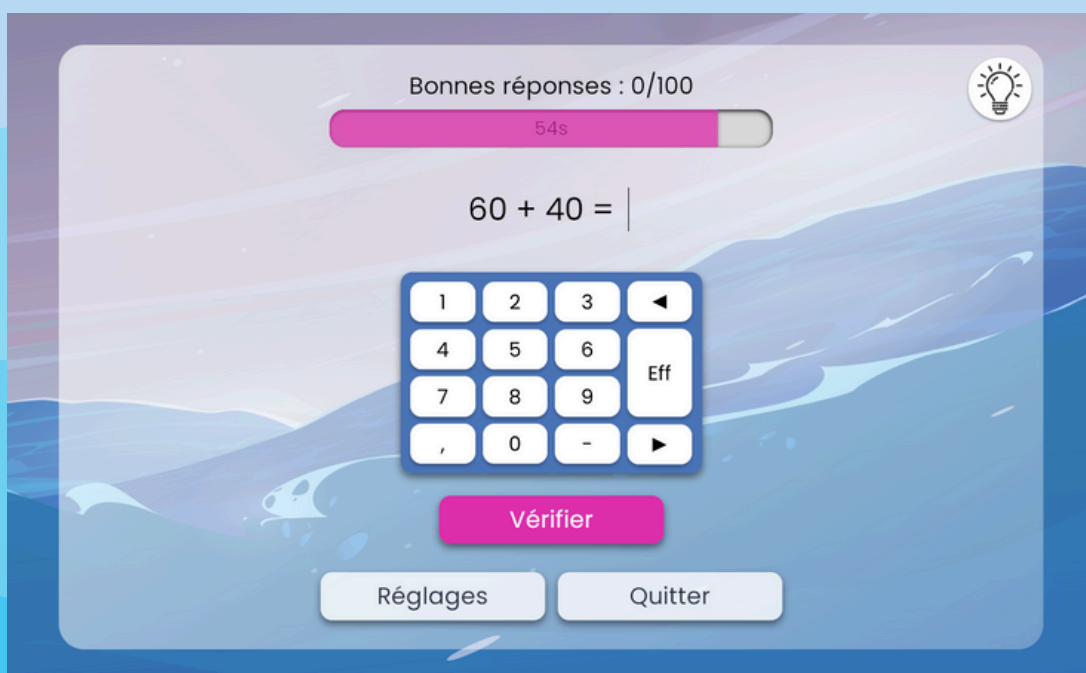 Bonnes réponses : 0/100
54s
60 + 40 =
1 2 3 ◄
4 5 6
Eff
7 8 9
, 0 - ►
Vérifier
Réglages Quitter